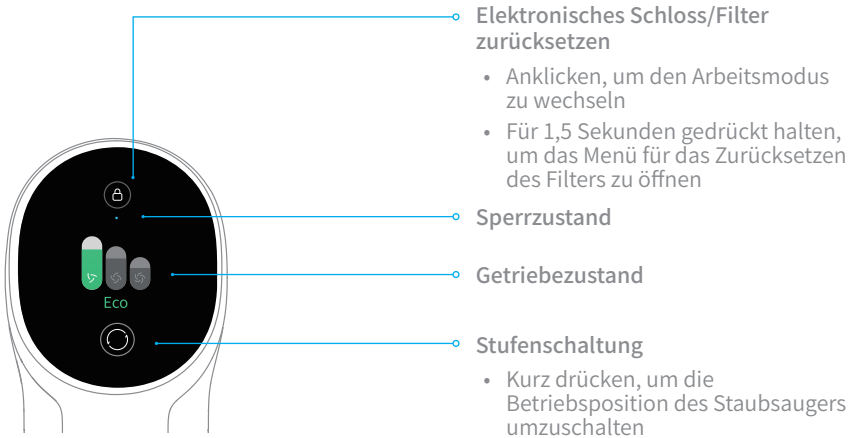 Elektronisches Schloss/Filter
zurücksetzen
• Anklicken, um den Arbeitsmodus
zu wechseln
• Für 1,5 Sekunden gedrückt halten,
um das Menü für das Zurücksetzen
des Filters zu öffnen
Sperrzustand
Getriebezustand
Eco
Stufenschaltung
• Kurz drücken, um die
Betriebsposition des Staubsaugers
umzuschalten